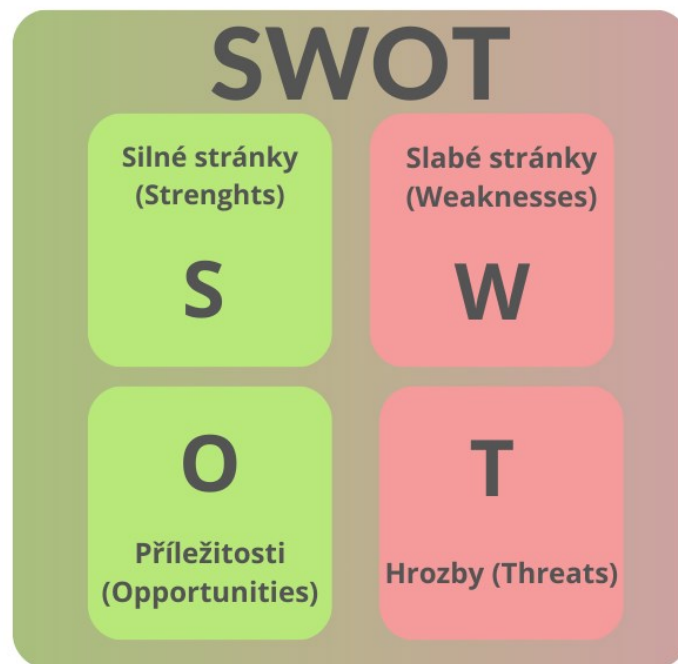 SWOT
Silné stránky
(Strenghts)
S
Slabé stránky
(Weaknesses)
W
O
Příležitosti
(Opportunities)
T
Hrozby (Threats)